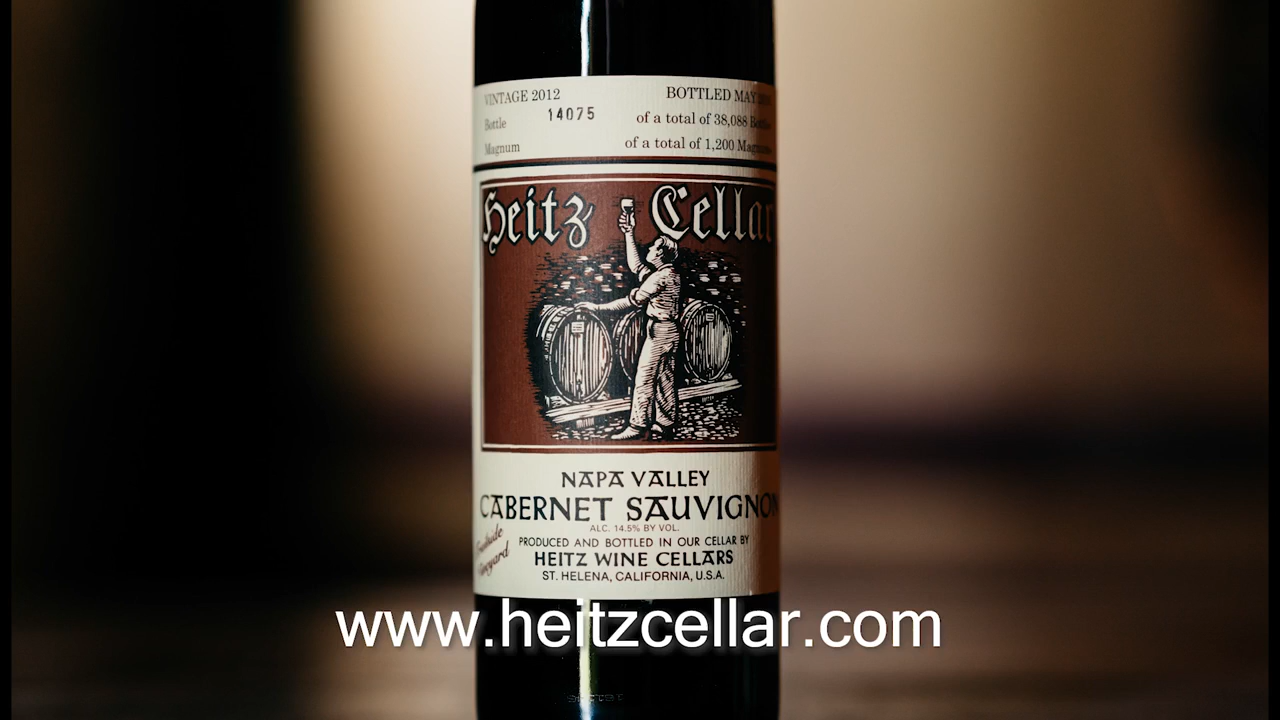 VINTAGE 2012 BOTTLED MAY
Bottle 14075 of a total of 38,088
Magnum of a total of 1,200
Heitz Cellar
NAPA VALLEY
CABERNET SAUVIGNON
ALC. 14.5% BY VOL.
Vineyard
PRODUCED AND BOTTLED IN OUR CELLAR BY
HEITZ WINE CELLARS
ST. HELENA, CALIFORNIA, U.S.A.
www.heitzcellar.com